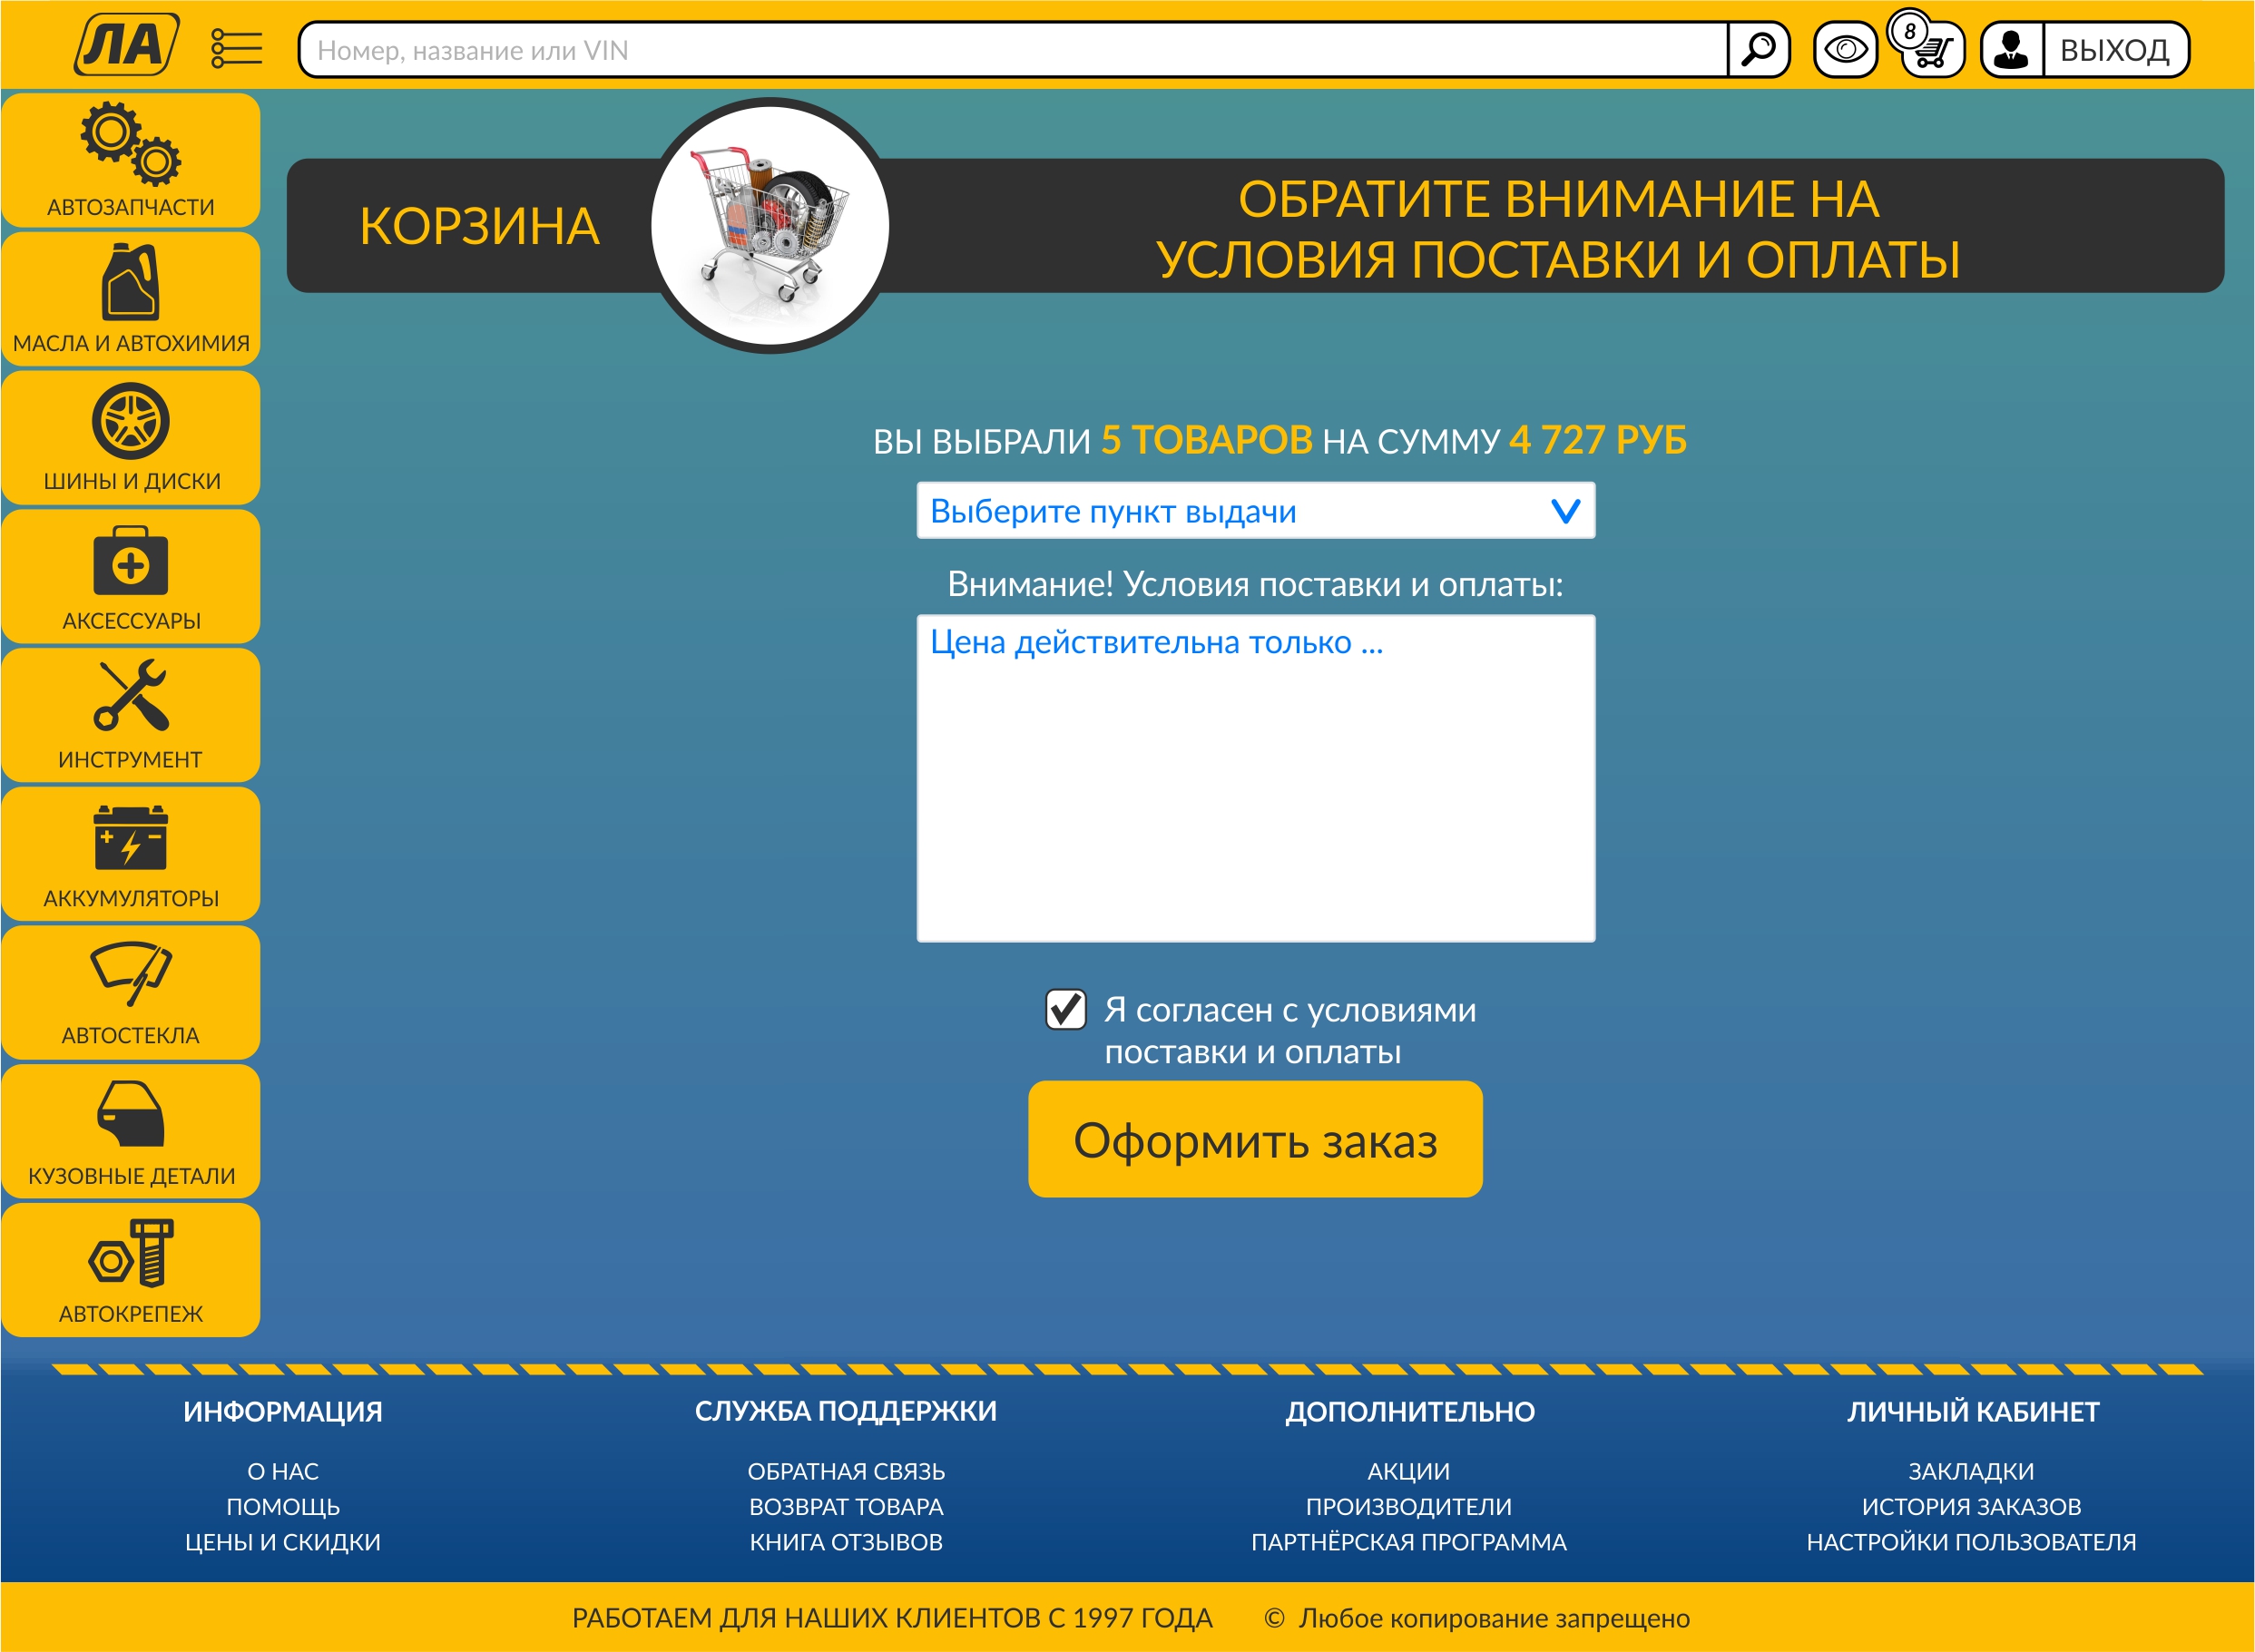 ЛА
Номер, название или VIN
8
ВЫХОД
АВТОЗАПЧАСТИ
МАСЛА И АВТОХИМИЯ
ШИНЫ И ДИСКИ
АКСЕССУАРЫ
ИНСТРУМЕНТ
АККУМУЛЯТОРЫ
АВТОСТЕКЛА
КУЗОВНЫЕ ДЕТАЛИ
АВТОКРЕПЕЖ
КОРЗИНА
ОБРАТИТЕ ВНИМАНИЕ НА
УСЛОВИЯ ПОСТАВКИ И ОПЛАТЫ
ВЫ ВЫБРАЛИ 5 ТОВАРОВ НА СУММУ 4 727 РУБ
Выберите пункт выдачи
Внимание! Условия поставки и оплаты:
Цена действительна только ...
Я согласен с условиями
поставки и оплаты
Оформить заказ
ИНФОРМАЦИЯ
О НАС
ПОМОЩЬ
ЦЕНЫ И СКИДКИ
СЛУЖБА ПОДДЕРЖКИ
ОБРАТНАЯ СВЯЗЬ
ВОЗВРАТ ТОВАРА
КНИГА ОТЗЫВОВ
ДОПОЛНИТЕЛЬНО
АКЦИИ
ПРОИЗВОДИТЕЛИ
ПАРТНЁРСКАЯ ПРОГРАММА
ЛИЧНЫЙ КАБИНЕТ
ЗАКЛАДКИ
ИСТОРИЯ ЗАКАЗОВ
НАСТРОЙКИ ПОЛЬЗОВАТЕЛЯ
РАБОТАЕМ ДЛЯ НАШИХ КЛИЕНТОВ С 1997 ГОДА © Любое копирование запрещено